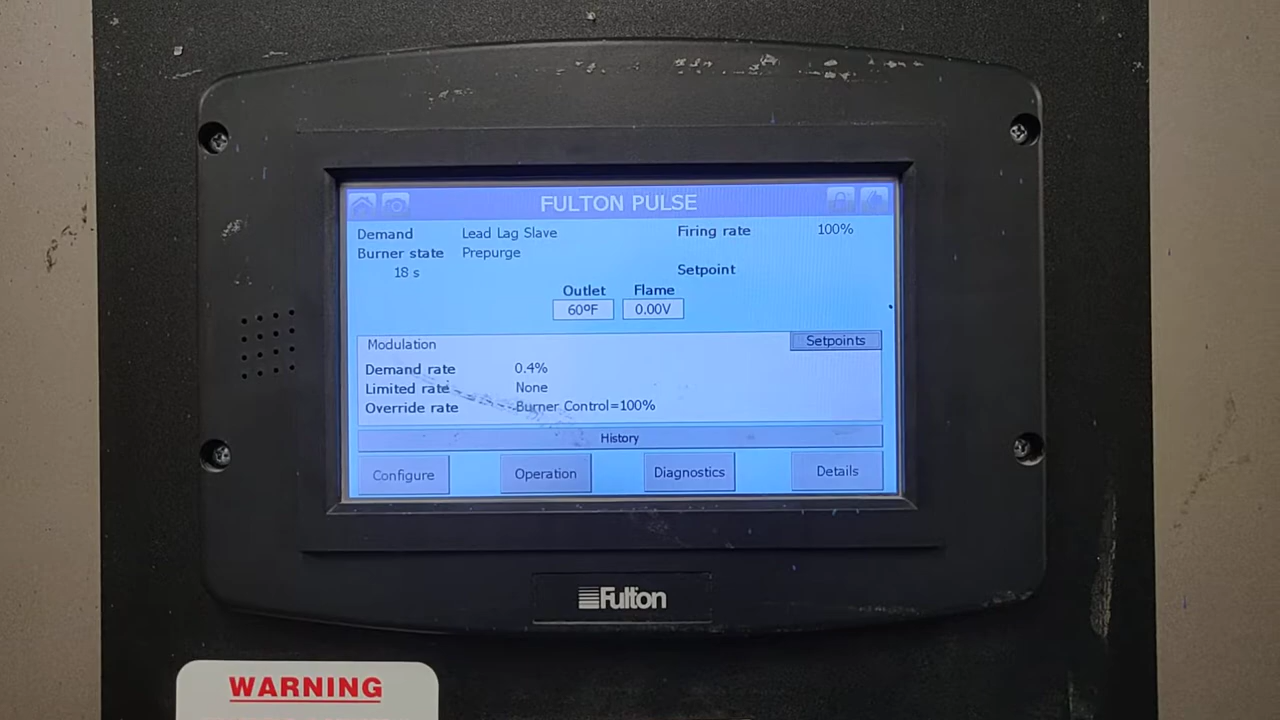 FULTON PULSE
Demand Lead Lag Slave Firing rate 100%
Burner state Prepurge
18 s Setpoint
Outlet Flame
60ºF 0.00V
Modulation Setpoints
Demand rate 0.4%
Limited rate None
Override rate Burner Control=100%
History
Configure Operation Diagnostics Details
Fulton
WARNING